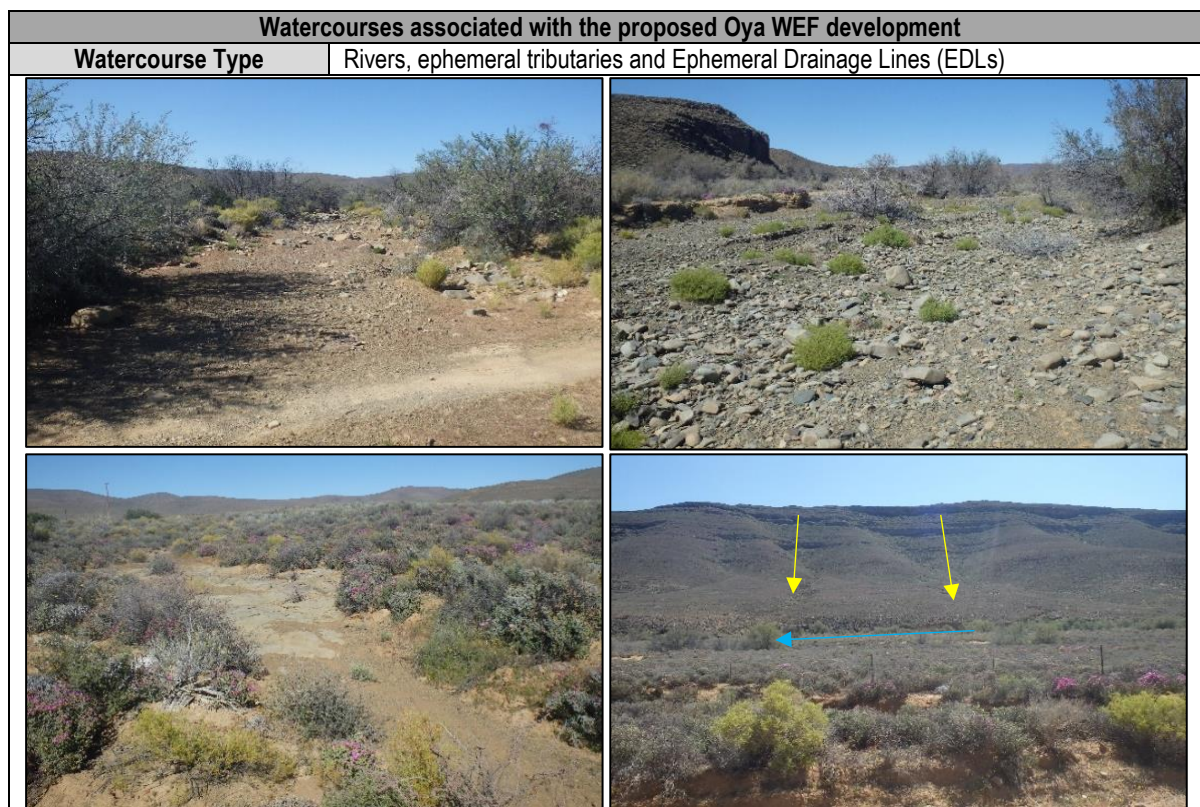 Watercourses associated with the proposed Oya WEF development
Watercourse Type
Rivers, ephemeral tributaries and Ephemeral Drainage Lines (EDLs)